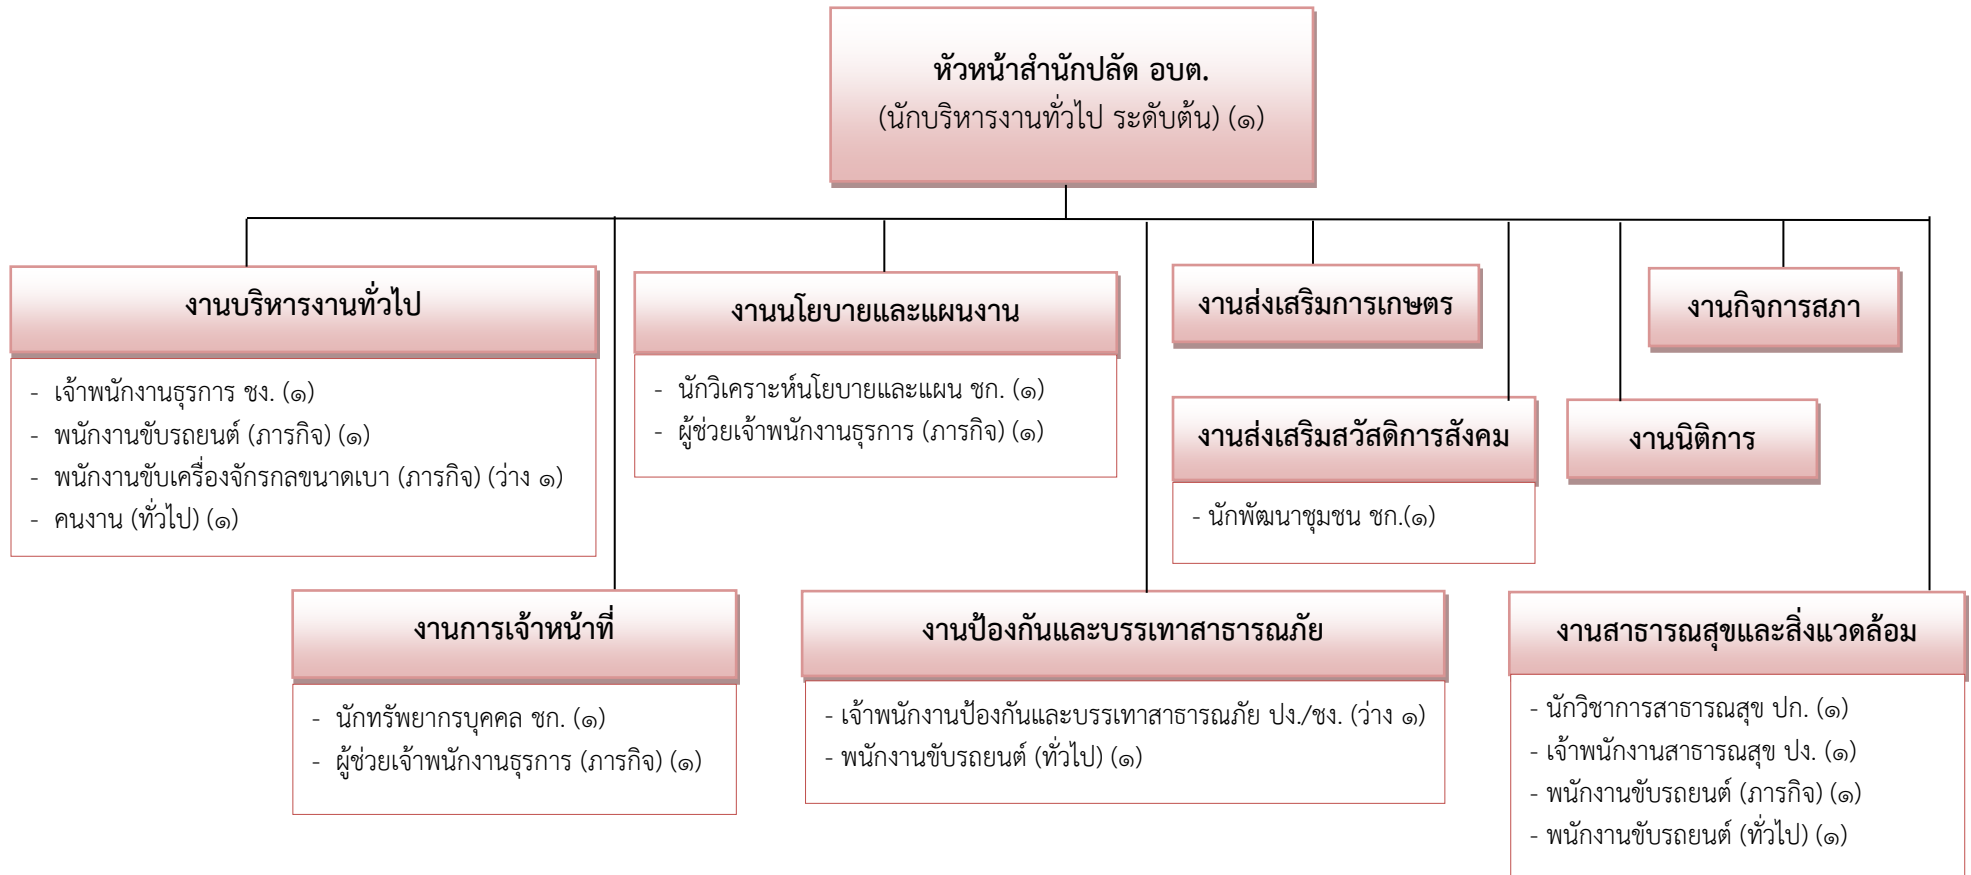 หัวหน้าสำนักปลัด อบต.
(นักบริหารงานทั่วไป ระดับต้น) (๑)
งานบริหารงานทั่วไป
- เจ้าพนักงานธุรการ ชง. (๑)
- พนักงานขับรถยนต์ (ภารกิจ) (๑)
- พนักงานขับเครื่องจักรกลขนาดเบา (ภารกิจ) (ว่าง ๑)
- คนงาน (ทั่วไป) (๑)
งานนโยบายและแผนงาน
- นักวิเคราะห์นโยบายและแผน ชก. (๑)
- ผู้ช่วยเจ้าพนักงานธุรการ (ภารกิจ) (๑)
งานส่งเสริมการเกษตร
งานกิจการสภา
งานส่งเสริมสวัสดิการสังคม
- นักพัฒนาชุมชน ชก.(๑)
งานนิติการ
งานการเจ้าหน้าที่
- นักทรัพยากรบุคคล ชก. (๑)
- ผู้ช่วยเจ้าพนักงานธุรการ (ภารกิจ) (๑)
งานป้องกันและบรรเทาสาธารณภัย
- เจ้าพนักงานป้องกันและบรรเทาสาธารณภัย ปง./ชง. (ว่าง ๑)
- พนักงานขับรถยนต์ (ทั่วไป) (๑)
งานสาธารณสุขและสิ่งแวดล้อม
- นักวิชาการสาธารณสุข ปก. (๑)
- เจ้าพนักงานสาธารณสุข ปง. (๑)
- พนักงานขับรถยนต์ (ภารกิจ) (๑)
- พนักงานขับรถยนต์ (ทั่วไป) (๑)